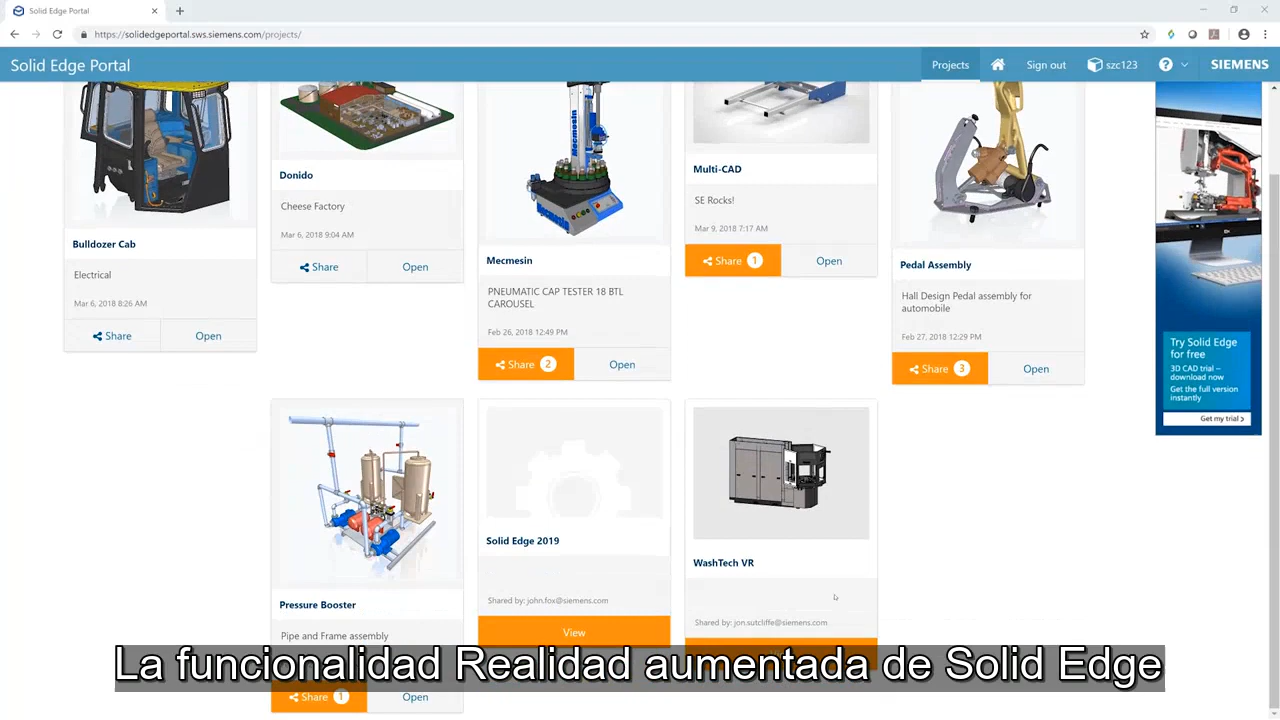 Solid Edge Portal
https://solidedgeportal.sws.siemens.com/projects/
Solid Edge Portal
Projects
Sign out
szc123
?
SIEMENS
Bulldozer Cab
Electrical
Mar 6, 2018 8:26 AM
Share
Open
Donido
Cheese Factory
Mar 6, 2018 9:04 AM
Share
Open
Mecmesin
Mecmesin
PNEUMATIC CAP TESTER 18 BTL
CAROUSEL
Feb 26, 2018 12:49 PM
Share 2
Open
Multi-CAD
SE Rocks!
Mar 9, 2018 7:17 AM
Share 1
Open
Pedal Assembly
Hall Design Pedal assembly for
automobile
Feb 27, 2018 12:29 PM
Share 3
Open
Try Solid Edge
for free
3D CAD trial –
download now
Get the full version
instantly
Get my trial >
Pressure Booster
Pipe and Frame assembly
Share 1
Open
Solid Edge 2019
Shared by: john.fox@siemens.com
View
WashTech VR
Shared by: jon.sutcliffe@siemens.com
La funcionalidad Realidad aumentada de Solid Edge